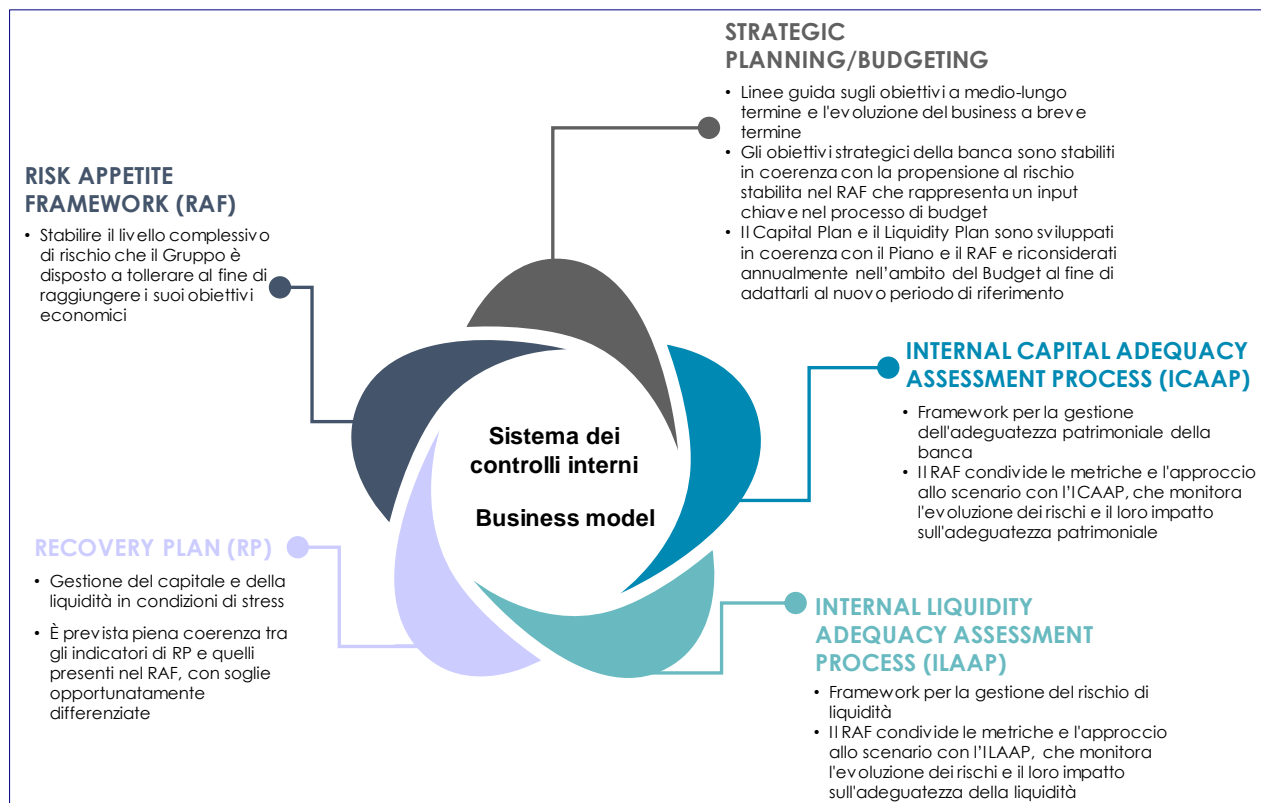 STRATEGIC
PLANNING/BUDGETING
• Linee guida sugli obiettivi a medio-lungo
termine e l'evoluzione del business a breve
termine
• Gli obiettivi strategici della banca sono stabiliti
in coerenza con la propensione al rischio
stabilita nel RAF che rappresenta un input
chiave nel processo di budget
• Il Capital Plan e il Liquidity Plan sono sviluppati
in coerenza con il Piano e il RAF e riconsiderati
annualmente nell'ambito del Budget al fine di
adattarli al nuovo periodo di riferimento
RISK APPETITE
FRAMEWORK (RAF)
• Stabilire il livello complessivo
di rischio che il Gruppo è
disposto a tollerare al fine di
raggiungere i suoi obiettivi
economici
INTERNAL CAPITAL ADEQUACY
ASSESSMENT PROCESS (ICAAP)
• Framework per la gestione
dell'adeguatezza patrimoniale della
banca
• Il RAF condivide le metriche e l'approccio
allo scenario con l'ICAAP, che monitora
l'evoluzione dei rischi e il loro impatto
sull'adeguatezza patrimoniale
Sistema dei
controlli interni
Business model
RECOVERY PLAN (RP)
• Gestione del capitale e della
liquidità in condizioni di stress
• È prevista piena coerenza tra
gli indicatori di RP e quelli
presenti nel RAF, con soglie
opportunatamente
differenziate
INTERNAL LIQUIDITY
ADEQUACY ASSESSMENT
PROCESS (ILAAP)
• Framework per la gestione del rischio di
liquidità
• Il RAF condivide le metriche e l'approccio
allo scenario con l'ILAAP, che monitora
l'evoluzione dei rischi e il loro impatto
sull'adeguatezza della liquidità